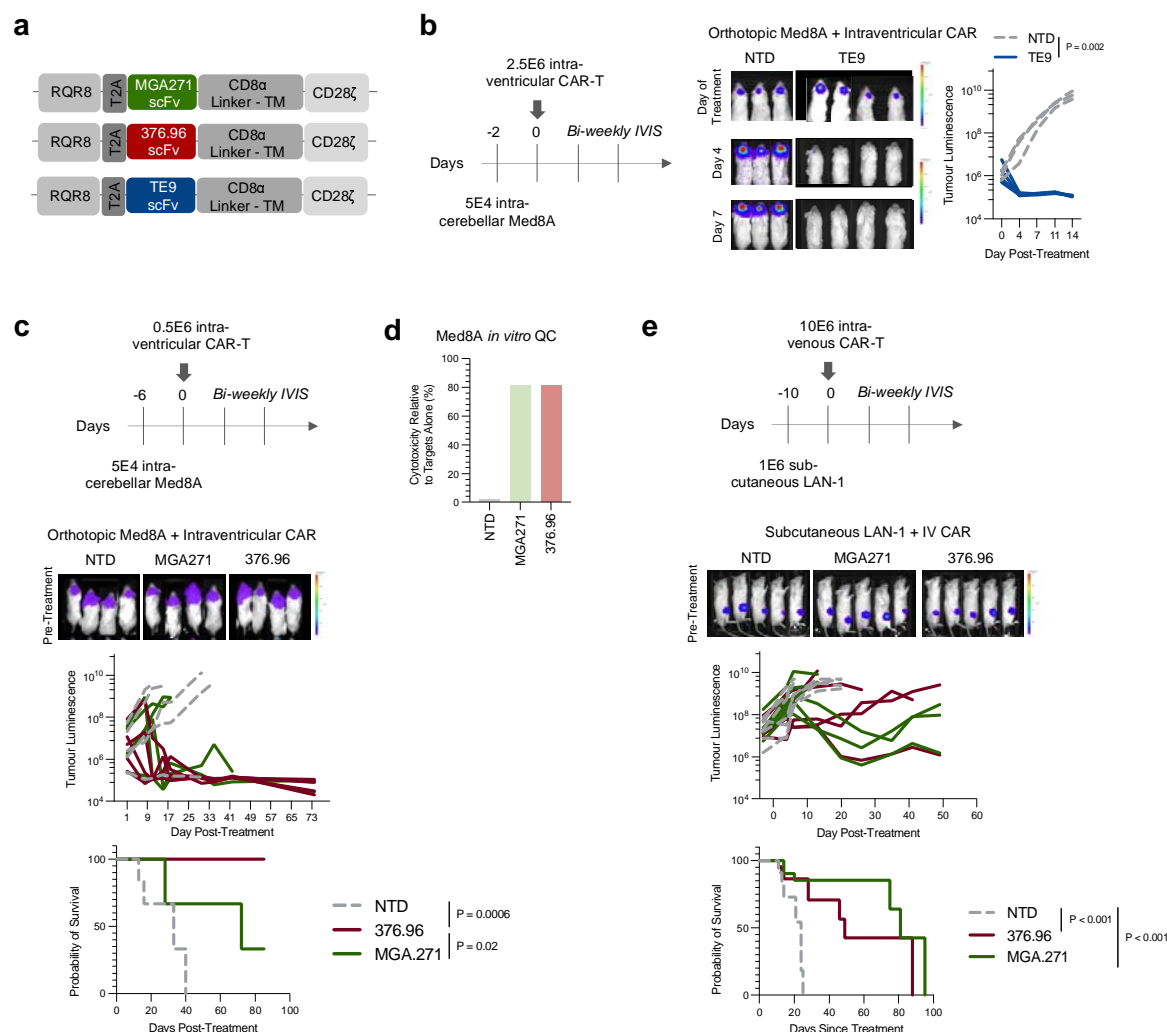 a
RQR8
T2A
MGA271
scFv
CD8α
Linker - TM
CD28ζ
RQR8
T2A
376.96
scFv
CD8α
Linker - TM
CD28ζ
RQR8
T2A
TE9
scFv
CD8α
Linker - TM
CD28ζ
b
2.5E6 intra-
ventricular CAR-T
-2
0
Bi-weekly IVIS
Days
5E4 intra-
cerebellar Med8A
Orthotopic Med8A + Intraventricular CAR
NTD
TE9
Day of
Treatment
Day 4
Day 7
NTD
TE9
P = 0.002
Tumour Luminescence
10¹⁰
10⁸
10⁶
10⁴
0 4 7 11 14
Day Post-Treatment
c
0.5E6 intra-
ventricular CAR-T
-6
0
Bi-weekly IVIS
Days
5E4 intra-
cerebellar Med8A
Orthotopic Med8A + Intraventricular CAR
NTD
MGA271
376.96
Pre-Treatment
Tumour Luminescence
10¹⁰
10⁸
10⁶
10⁴
1 9 17 25 33 41 49 57 65 73
Day Post-Treatment
Probability of Survival
100
50
0
0 20 40 60 80 100
Days Post-Treatment
NTD
376.96
MGA.271
P = 0.0006
P = 0.02
d
Med8A in vitro QC
Cytotoxicity Relative
to Targets Alone (%)
100
80
60
40
20
0
NTD
MGA271
376.96
e
10E6 intra-
venous CAR-T
-10
0
Bi-weekly IVIS
Days
1E6 sub-
cutaneous LAN-1
Subcutaneous LAN-1 + IV CAR
NTD
MGA271
376.96
Pre-Treatment
Tumour Luminescence
10¹⁰
10⁸
10⁶
10⁴
0 10 20 30 40 50 60
Day Post-Treatment
Probability of Survival
100
50
0
0 20 40 60 80 100
Days Since Treatment
NTD
376.96
MGA.271
P < 0.001
P < 0.001